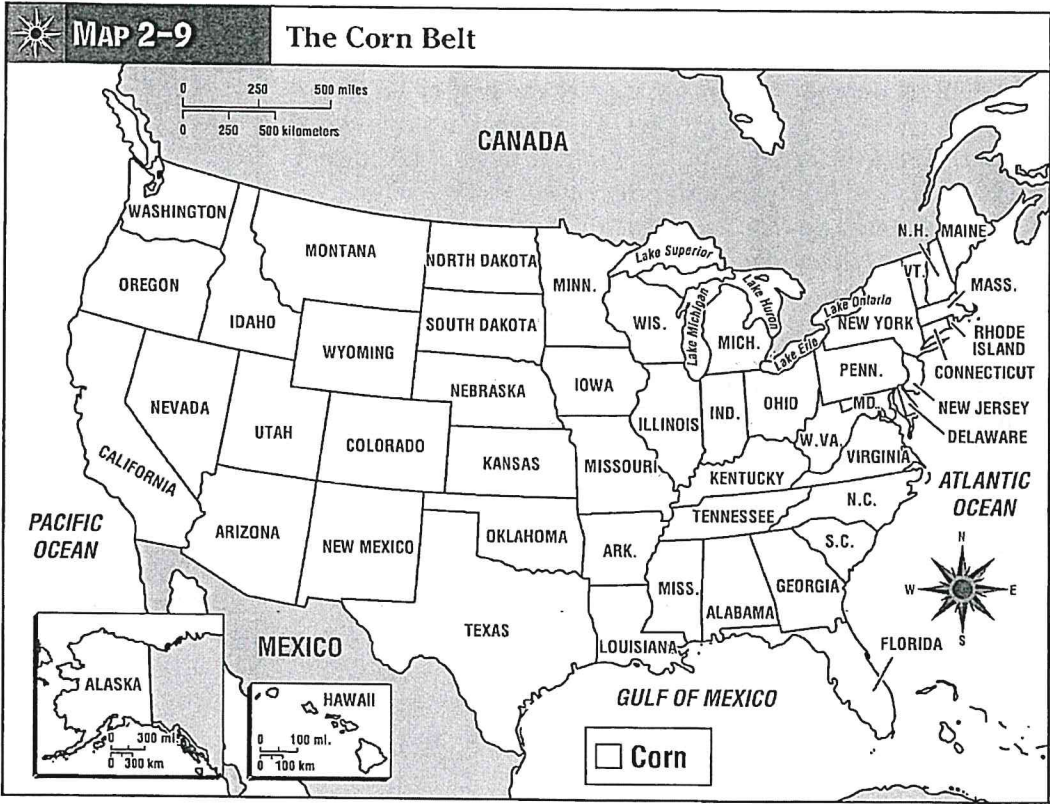 MAP 2–9
The Corn Belt
0 250 500 miles
0 250 500 kilometers
CANADA
WASHINGTON
MONTANA
NORTH DAKOTA
MINN.
Lake Superior
N.H.
MAINE
OREGON
IDAHO
SOUTH DAKOTA
WIS.
Lake Michigan
Lake Huron
MICH.
Lake Ontario
VT.
MASS.
NEW YORK
RHODE
ISLAND
WYOMING
Lake Erie
CONNECTICUT
NEBRASKA
IOWA
PENN.
NEW JERSEY
NEVADA
UTAH
COLORADO
ILLINOIS
IND.
OHIO
MD.
DELAWARE
CALIFORNIA
KANSAS
MISSOURI
W.VA.
VIRGINIA
KENTUCKY
ATLANTIC
OCEAN
PACIFIC
OCEAN
ARIZONA
NEW MEXICO
OKLAHOMA
ARK.
TENNESSEE
N.C.
S.C.
N
W E
S
MISS.
ALABAMA
GEORGIA
TEXAS
LOUISIANA
FLORIDA
MEXICO
GULF OF MEXICO
ALASKA
0 300 mi.
0 300 km
HAWAII
0 100 mi.
0 100 km
Corn